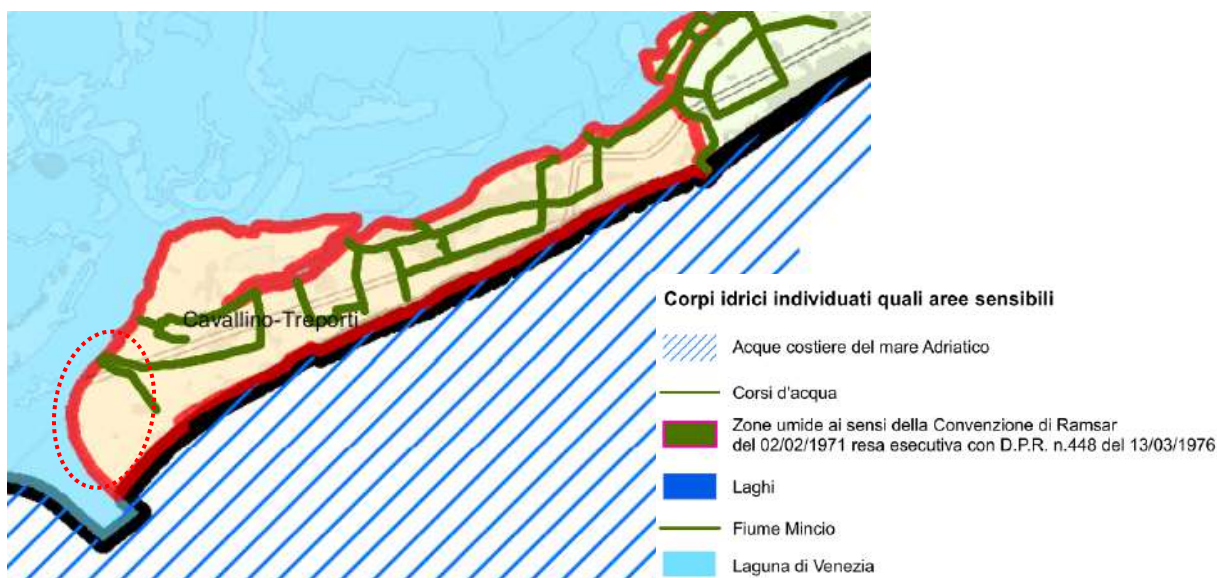 Cavallino-Treporti
Corpi idrici individuati quali aree sensibili
Acque costiere del mare Adriatico
Corsi d'acqua
Zone umide ai sensi della Convenzione di Ramsar
del 02/02/1971 resa esecutiva con D.P.R. n.448 del 13/03/1976
Laghi
Fiume Mincio
Laguna di Venezia